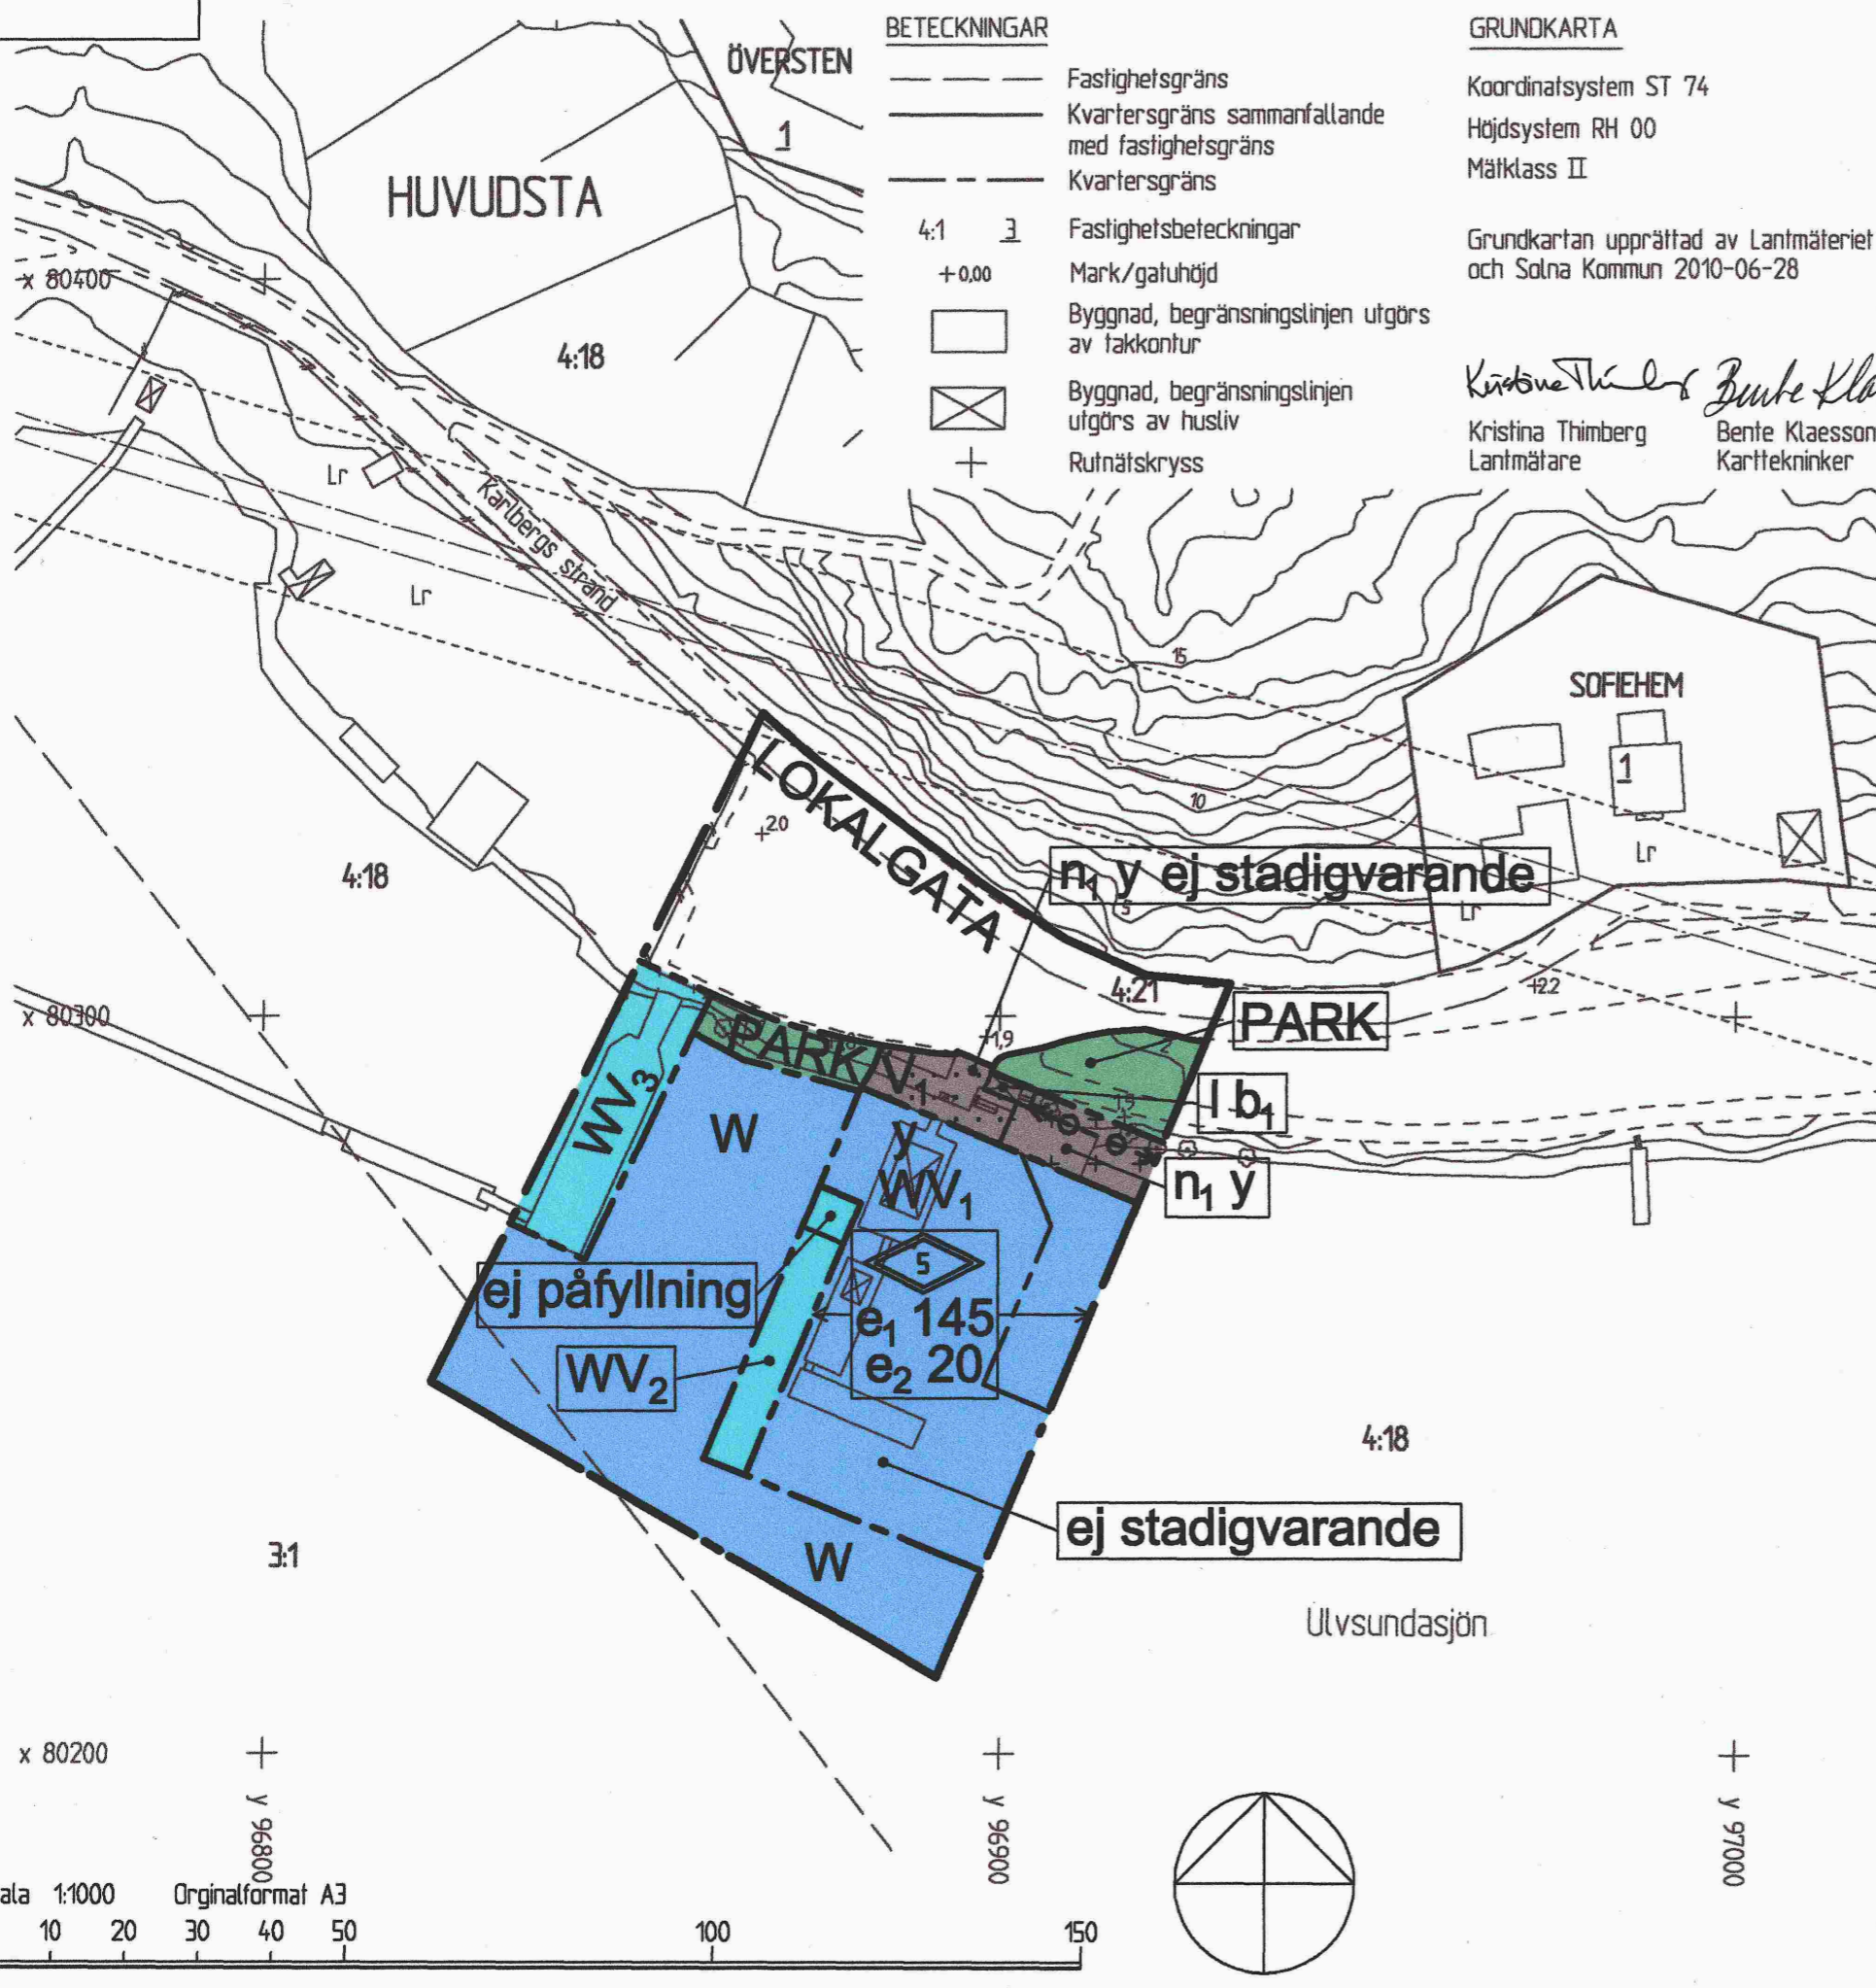 BETECKNINGAR
Fastighetsgräns
Kvartersgräns sammanfallande
med fastighetsgräns
Kvartersgräns
4:1 3 Fastighetsbeteckningar
+0,00 Mark/gatuhöjd
Byggnad, begränsningslinjen utgörs
av takkontur
Byggnad, begränsningslinjen
utgörs av husliv
Rutnätskryss
GRUNDKARTA
Koordinatsystem ST 74
Höjdsystem RH 00
Mätklass II
Grundkartan upprättad av Lantmäteriet
och Solna Kommun 2010-06-28
Kristina Thimberg
Lantmätare
Bente Klaesson
Karttekninker
ÖVERSTEN
1
HUVUDSTA
x 80400
4:18
Lr
Karlbergs strand
Lr
15
SOFIEHEM
1
10
Lr
LOKALGATA
+2.0
4:18
n1 y ej stadigvarande
5
Lr
4:21
+2.2
x 80300
PARK
PARK
+1,9
2
V1
WV3
W
l b1
y
WV1
n1 y
ej påfyllning
5
e1 145
e2 20
WV2
4:18
ej stadigvarande
3:1
W
Ulvsundasjön
x 80200
y 96800
y 96900
y 97000
ala 1:1000 Orginalformat A3
10 20 30 40 50 100 150